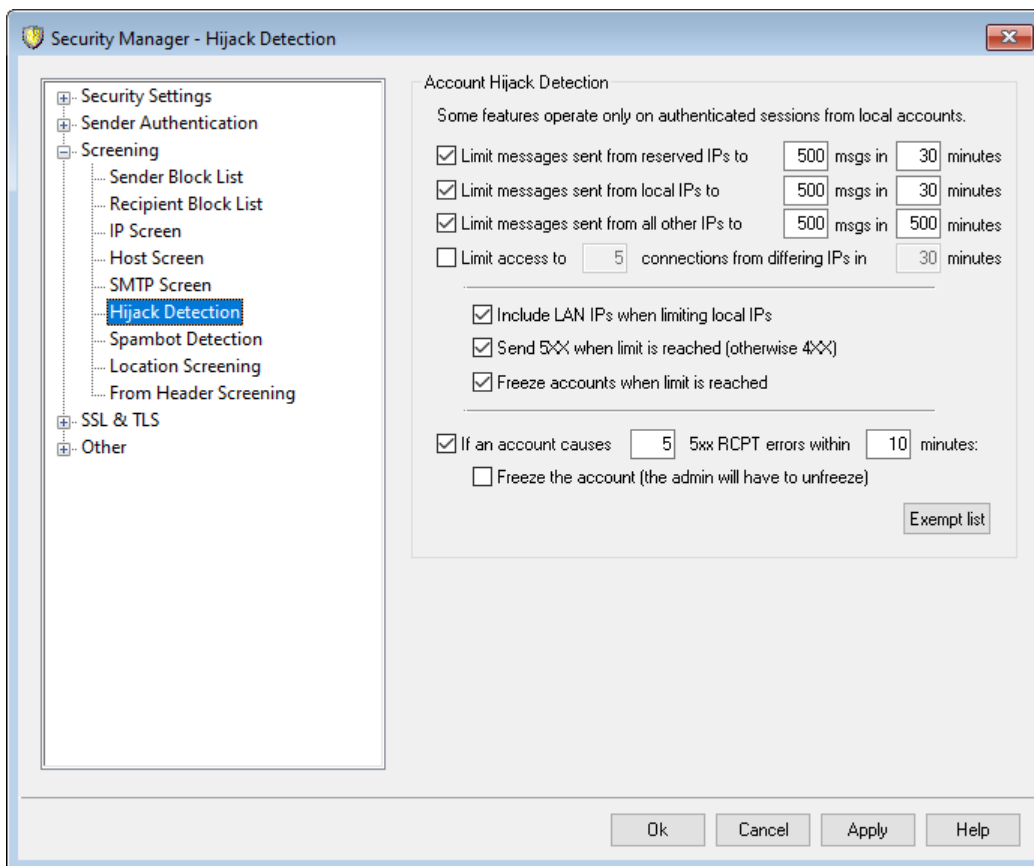 Security Manager - Hijack Detection
Security Settings
Sender Authentication
Screening
Sender Block List
Recipient Block List
IP Screen
Host Screen
SMTP Screen
Hijack Detection
Spambot Detection
Location Screening
From Header Screening
SSL & TLS
Other
Account Hijack Detection
Some features operate only on authenticated sessions from local accounts.
Limit messages sent from reserved IPs to 500 msgs in 30 minutes
Limit messages sent from local IPs to 500 msgs in 30 minutes
Limit messages sent from all other IPs to 500 msgs in 500 minutes
Limit access to 5 connections from differing IPs in 30 minutes
Include LAN IPs when limiting local IPs
Send 5XX when limit is reached (otherwise 4XX)
Freeze accounts when limit is reached
If an account causes 5 5xx RCPT errors within 10 minutes:
Freeze the account (the admin will have to unfreeze)
Exempt list
Ok Cancel Apply Help